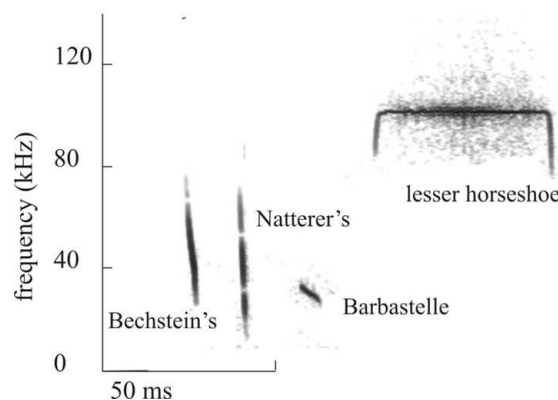 120
80
40
0
frequency (kHz)
lesser horseshoe
Natterer's
Bechstein's
Barbastelle
50 ms